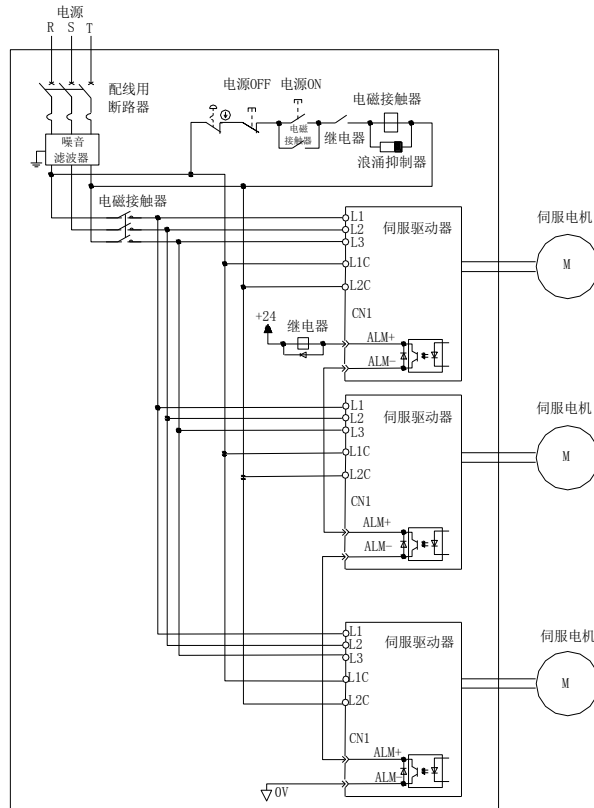 电源
R S T
配线用
断路器
噪音
滤波器
电源OFF 电源ON
电磁
接触器
继电器
电磁接触器
浪涌抑制器
电磁接触器
L1
L2
L3
L1C
L2C
伺服驱动器
伺服电机
M
CN1
+24
继电器
ALM+
ALM-
L1
L2
L3
L1C
L2C
伺服驱动器
伺服电机
M
CN1
ALM+
ALM-
L1
L2
L3
L1C
L2C
伺服驱动器
伺服电机
M
CN1
ALM+
ALM-
0V